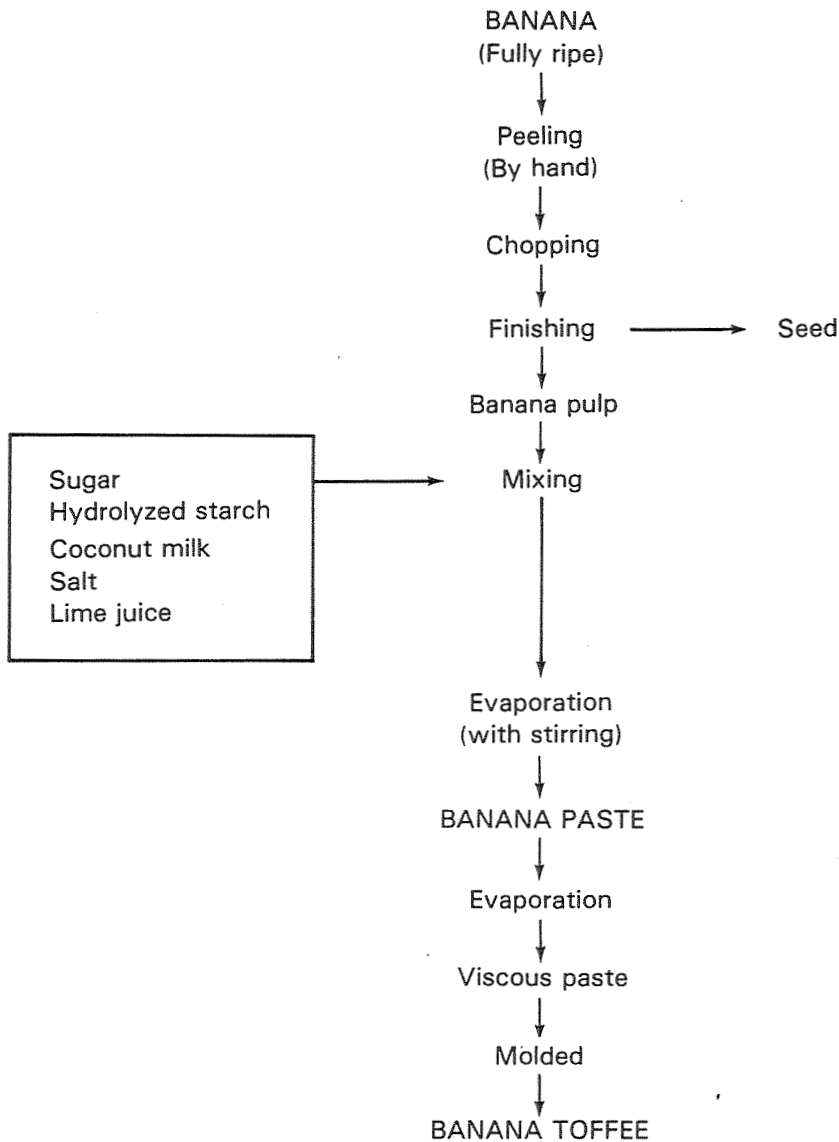 BANANA
(Fully ripe)
Peeling
(By hand)
Chopping
Finishing
Seed
Banana pulp
Sugar
Hydrolyzed starch
Coconut milk
Salt
Lime juice
Mixing
Evaporation
(with stirring)
BANANA PASTE
Evaporation
Viscous paste
Molded
BANANA TOFFEE